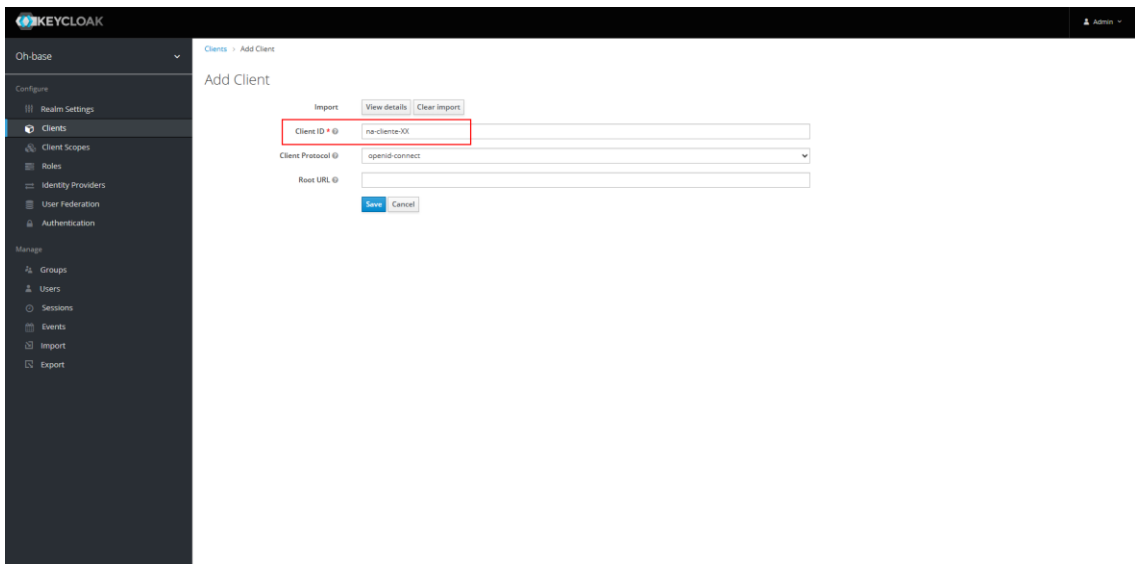 KEYCLOAK
Admin
Oh-base
Clients > Add Client
Configure
Realm Settings
Clients
Client Scopes
Roles
Identity Providers
User Federation
Authentication
Manage
Groups
Users
Sessions
Events
Import
Export
Add Client
Import View details Clear import
Client ID * na-cliente-XX
Client Protocol openid-connect
Root URL
Save Cancel